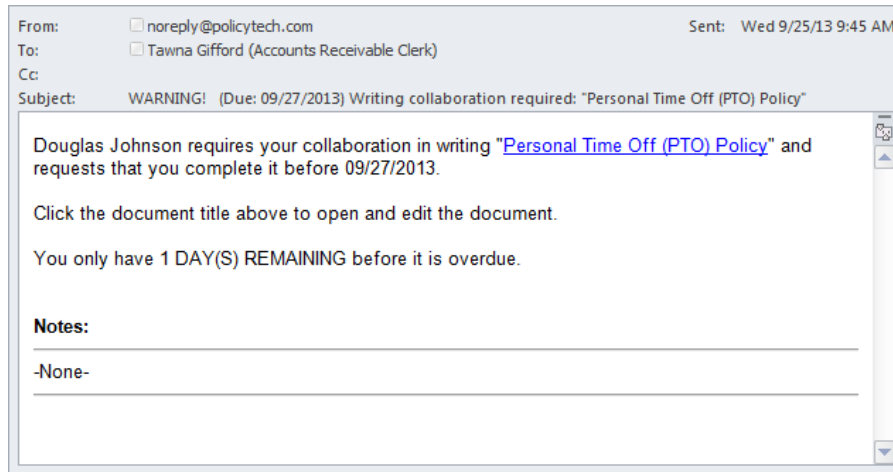 From: noreply@policytech.com Sent: Wed 9/25/13 9:45 AM
To: Tawna Gifford (Accounts Receivable Clerk)
Cc:
Subject: WARNING! (Due: 09/27/2013) Writing collaboration required: "Personal Time Off (PTO) Policy"
Douglas Johnson requires your collaboration in writing "Personal Time Off (PTO) Policy" and
requests that you complete it before 09/27/2013.
Click the document title above to open and edit the document.
You only have 1 DAY(S) REMAINING before it is overdue.
Notes:
-None-